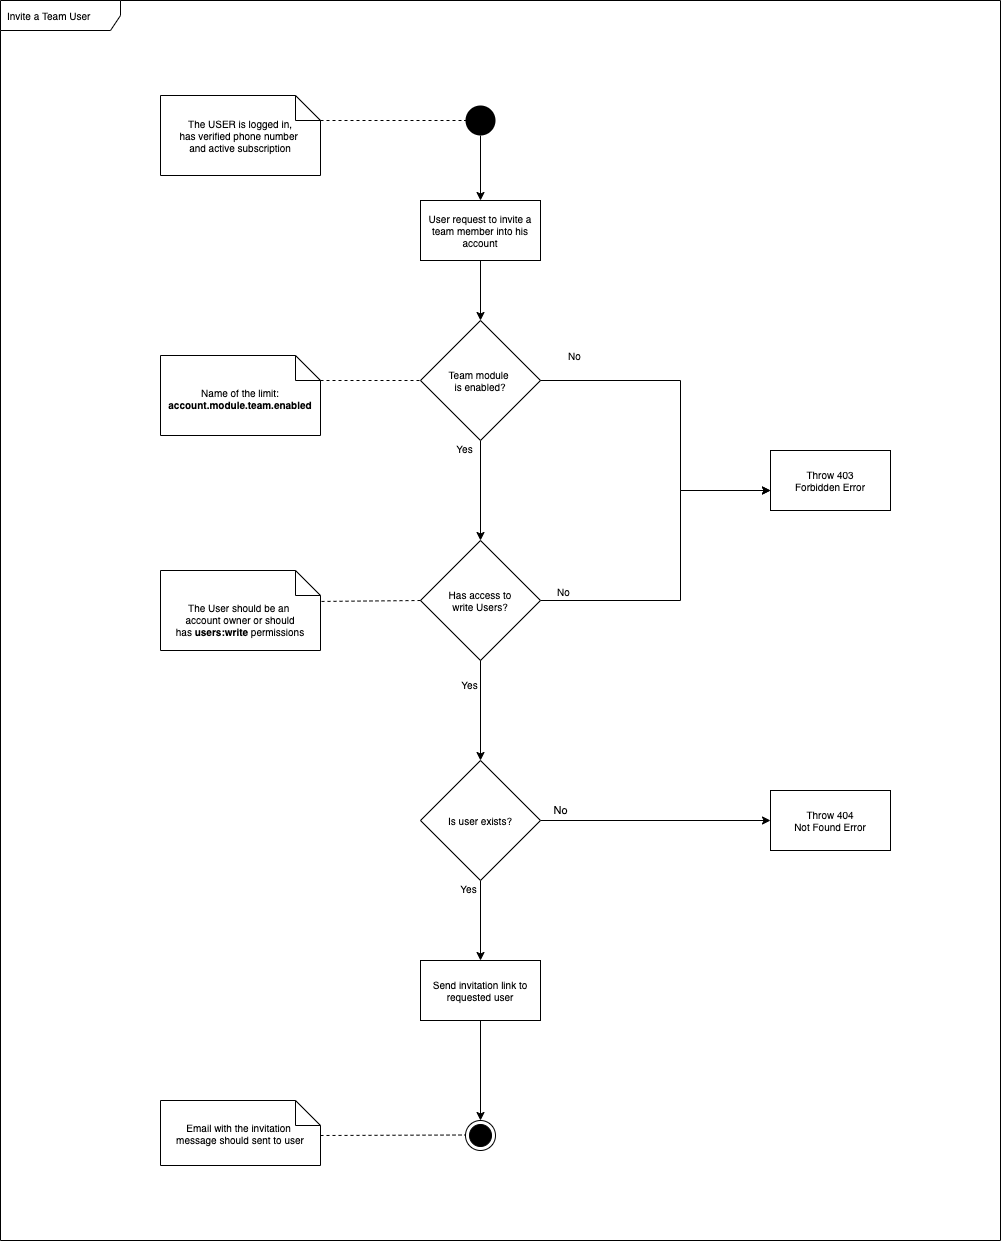 Invite a Team User
The USER is logged in,
has verified phone number
and active subscription
User request to invite a
team member into his
account
No
Team module
is enabled?
Name of the limit:
account.module.team.enabled
Yes
Throw 403
Forbidden Error
Has access to
write Users?
No
The User should be an
account owner or should
has users:write permissions
Yes
No
Is user exists?
Throw 404
Not Found Error
Yes
Send invitation link to
requested user
Email with the invitation
message should sent to user